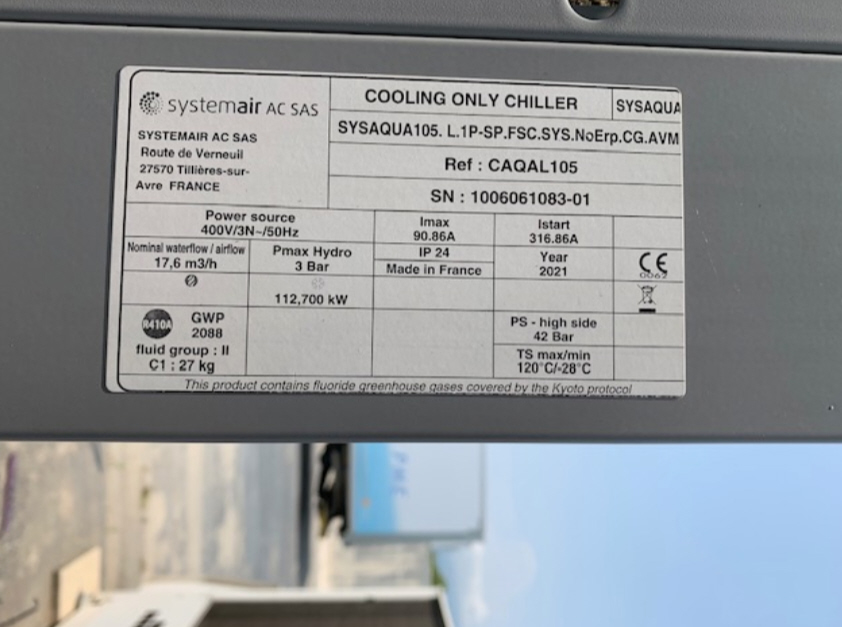 systemair AC SAS
SYSTEMAIR AC SAS
Route de Verneuil
27570 Tillières-sur-
Avre FRANCE
COOLING ONLY CHILLER
SYSAQUA
SYSAQUA105. L.1P-SP.FSC.SYS.NoErp.CG.AVM
Ref : CAQAL105
SN : 1006061083-01
Power source
400V/3N~/50Hz
Imax
90.86A
Istart
316.86A
Nominal waterflow / airflow
17,6 m3/h
Pmax Hydro
3 Bar
IP 24
Made in France
Year
2021
CE
0062
112,700 kW
R410A
GWP
2088
fluid group : II
C1 : 27 kg
PS - high side
42 Bar
TS max/min
120°C/-28°C
This product contains fluoride greenhouse gases covered by the Kyoto protocol